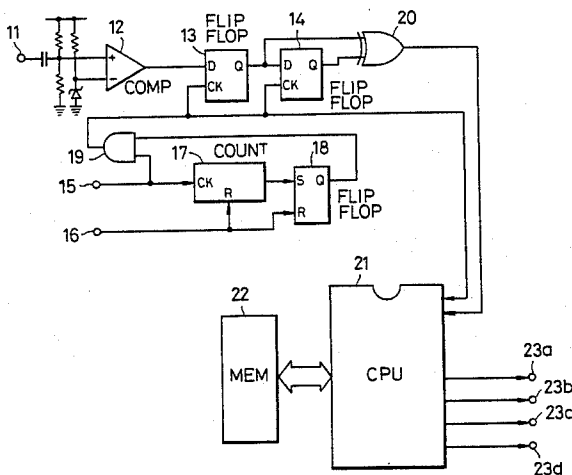 11
12
+
−
COMP
FLIP
FLOP
13
D Q
CK
14
D Q
CK
FLIP
FLOP
20
19
15
16
17
COUNT
CK
R
18
S Q
R
FLIP
FLOP
21
CPU
22
MEM
23a
23b
23c
23d